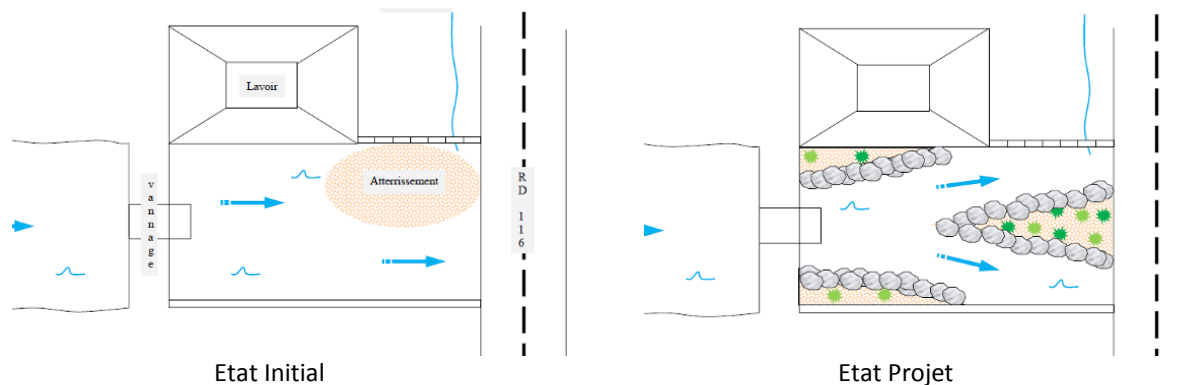 Lavoir
vannage
Atterrissement
RD 116
Etat Initial
Etat Projet